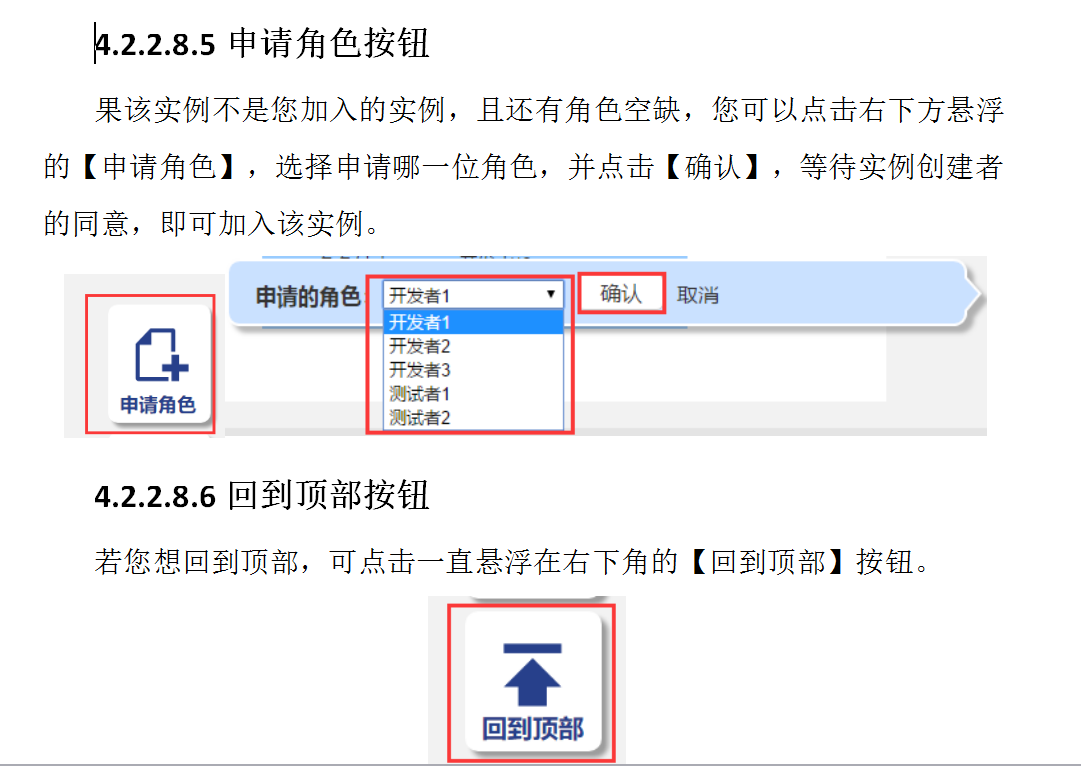 4.2.2.8.5 申请角色按钮
果该实例不是您加入的实例，且还有角色空缺，您可以点击右下方悬浮
的【申请角色】，选择申请哪一位角色，并点击【确认】，等待实例创建者
的同意，即可加入该实例。
申请的角色： 开发者1 ▼ 确认 取消
开发者1
开发者2
开发者3
测试者1
测试者2
申请角色
4.2.2.8.6 回到顶部按钮
若您想回到顶部，可点击一直悬浮在右下角的【回到顶部】按钮。
回到顶部